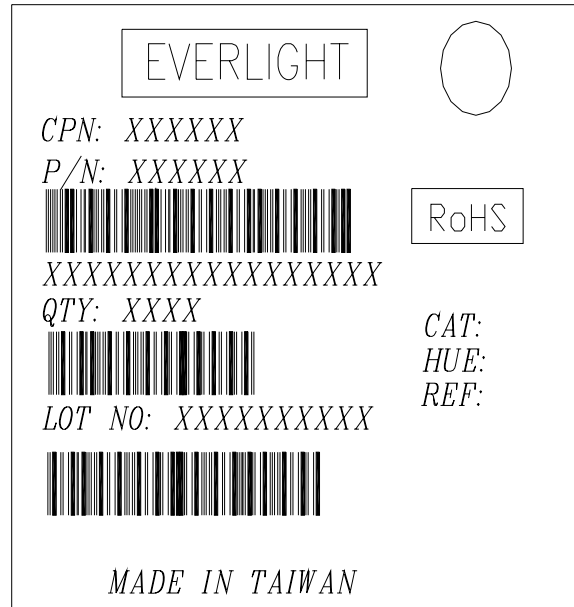 EVERLIGHT
CPN: XXXXXX
P/N: XXXXXX
RoHS
XXXXXXXXXXXXXXXXX
QTY: XXXX
CAT:
HUE:
REF:
LOT NO: XXXXXXXXXX
MADE IN TAIWAN